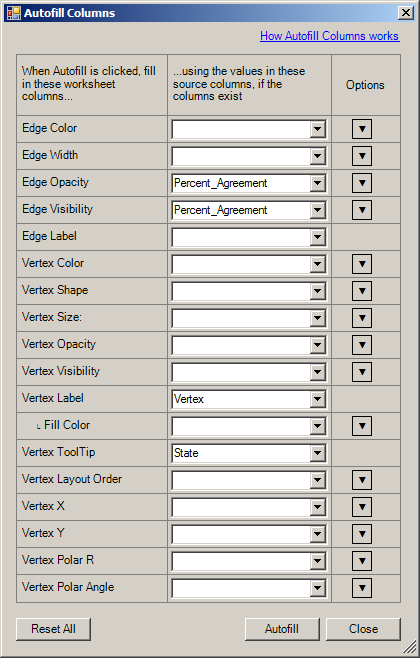 Autofill Columns
How Autofill Columns works
When Autofill is clicked, fill
in these worksheet
columns...
...using the values in these
source columns, if the
columns exist
Options
Edge Color
Edge Width
Edge Opacity Percent_Agreement
Edge Visibility Percent_Agreement
Edge Label
Vertex Color
Vertex Shape
Vertex Size:
Vertex Opacity
Vertex Visibility
Vertex Label Vertex
Fill Color
Vertex ToolTip State
Vertex Layout Order
Vertex X
Vertex Y
Vertex Polar R
Vertex Polar Angle
Reset All Autofill Close